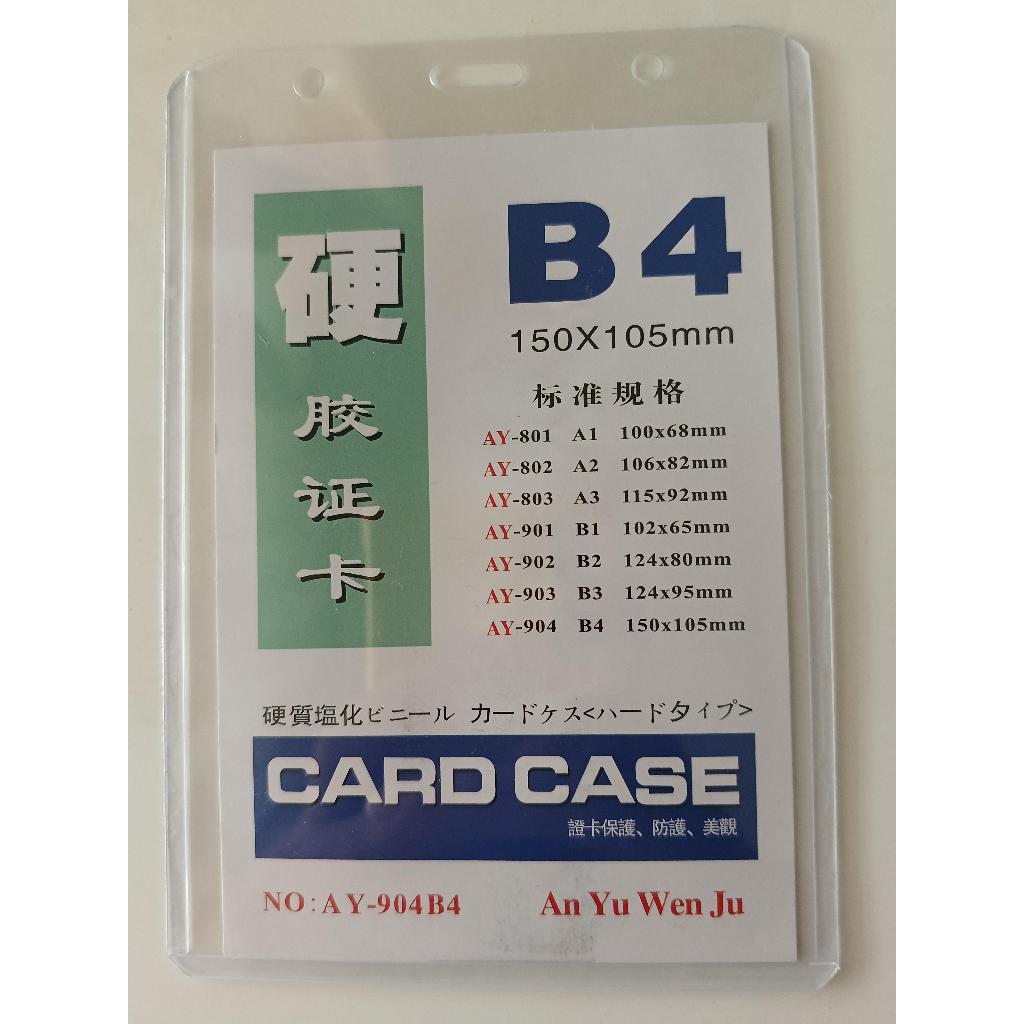 硬
胶
证
卡
B4
150X105mm
标准规格
AY-801 A1 100x68mm
AY-802 A2 106x82mm
AY-803 A3 115x92mm
AY-901 B1 102x65mm
AY-902 B2 124x80mm
AY-903 B3 124x95mm
AY-904 B4 150x105mm
硬質塩化ビニール カードケス<ハードタイプ>
CARD CASE
證卡保護、防護、美觀
NO:AY-904B4 An Yu Wen Ju